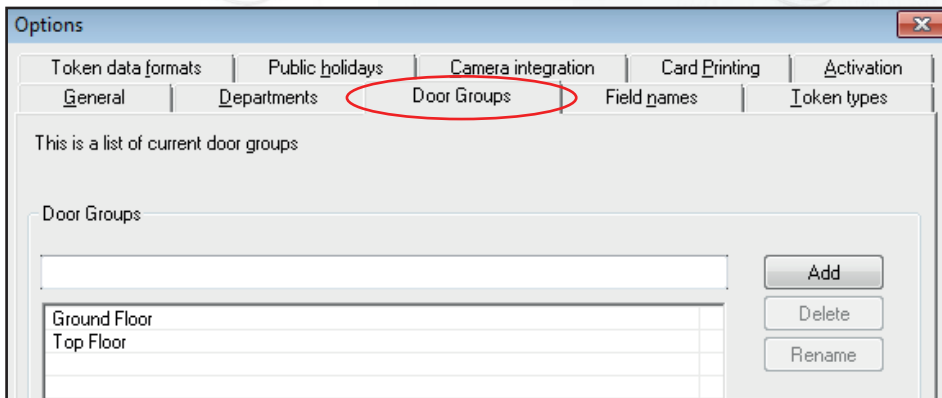 Options
Token data formats Public holidays Camera integration Card Printing Activation
General Departments Door Groups Field names Token types
This is a list of current door groups
Door Groups
Add
Ground Floor
Delete
Top Floor
Rename